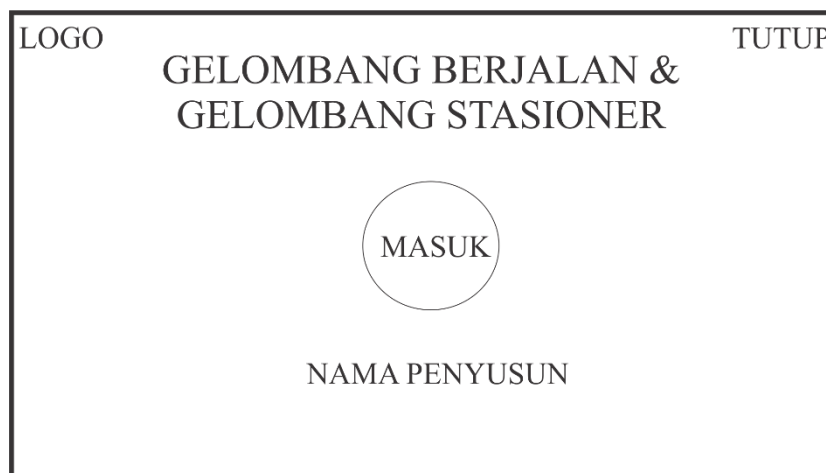 LOGO
TUTUP
GELOMBANG BERJALAN &
GELOMBANG STASIONER
MASUK
NAMA PENYUSUN